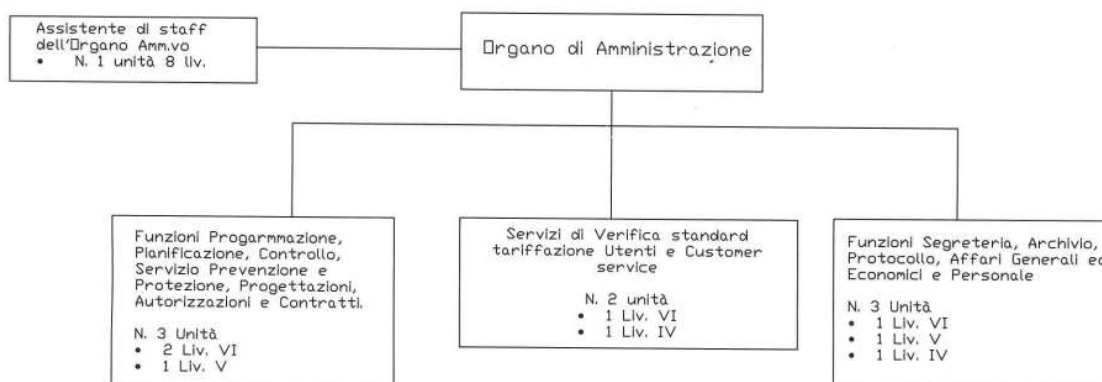 Assistente di staff
dell'Organo Amm.vo
• N. 1 unità 8 liv.
Organo di Amministrazione
Funzioni Progarmmazione,
Pianificazione, Controllo,
Servizio Prevenzione e
Protezione, Progettazioni,
Autorizzazioni e Contratti.
N. 3 Unità
• 2 Liv. VI
• 1 Liv. V
Servizi di Verifica standard
tariffazione Utenti e Customer
service
N. 2 unità
• 1 Liv. VI
• 1 Liv. IV
Funzioni Segreteria, Archivio,
Protocollo, Affari Generali ed
Economici e Personale
N. 3 Unità
• 1 Liv. VI
• 1 Liv. V
• 1 Liv. IV